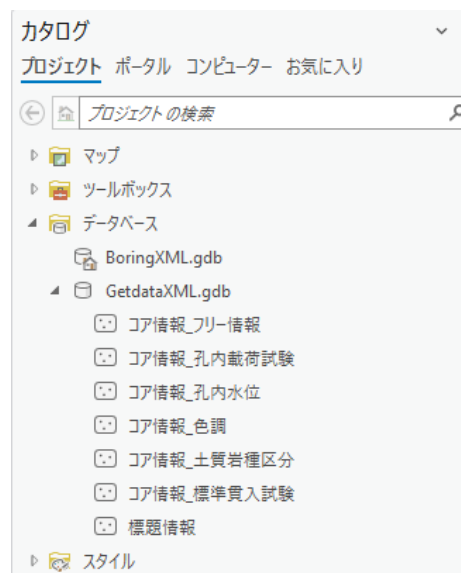 カタログ
プロジェクト ポータル コンピューター お気に入り
プロジェクトの検索
マップ
ツールボックス
データベース
BoringXML.gdb
GetdataXML.gdb
コア情報_フリー情報
コア情報_孔内載荷試験
コア情報_孔内水位
コア情報_色調
コア情報_土質岩種区分
コア情報_標準貫入試験
標題情報
スタイル